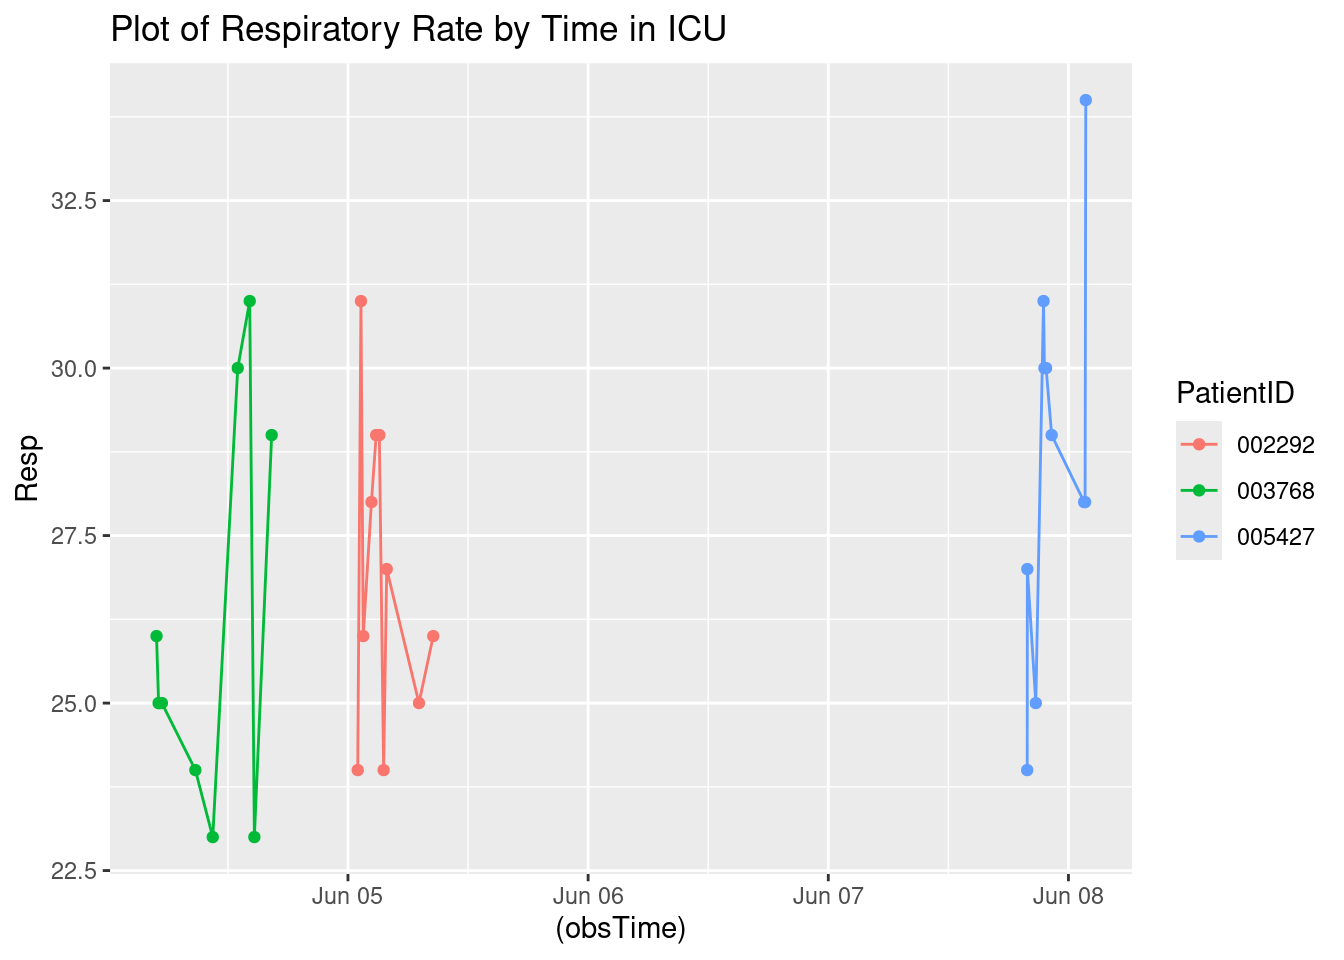 Plot of Respiratory Rate by Time in ICU
Resp
32.5
30.0
27.5
25.0
22.5
Jun 05
Jun 06
Jun 07
Jun 08
(obsTime)
PatientID
002292
003768
005427